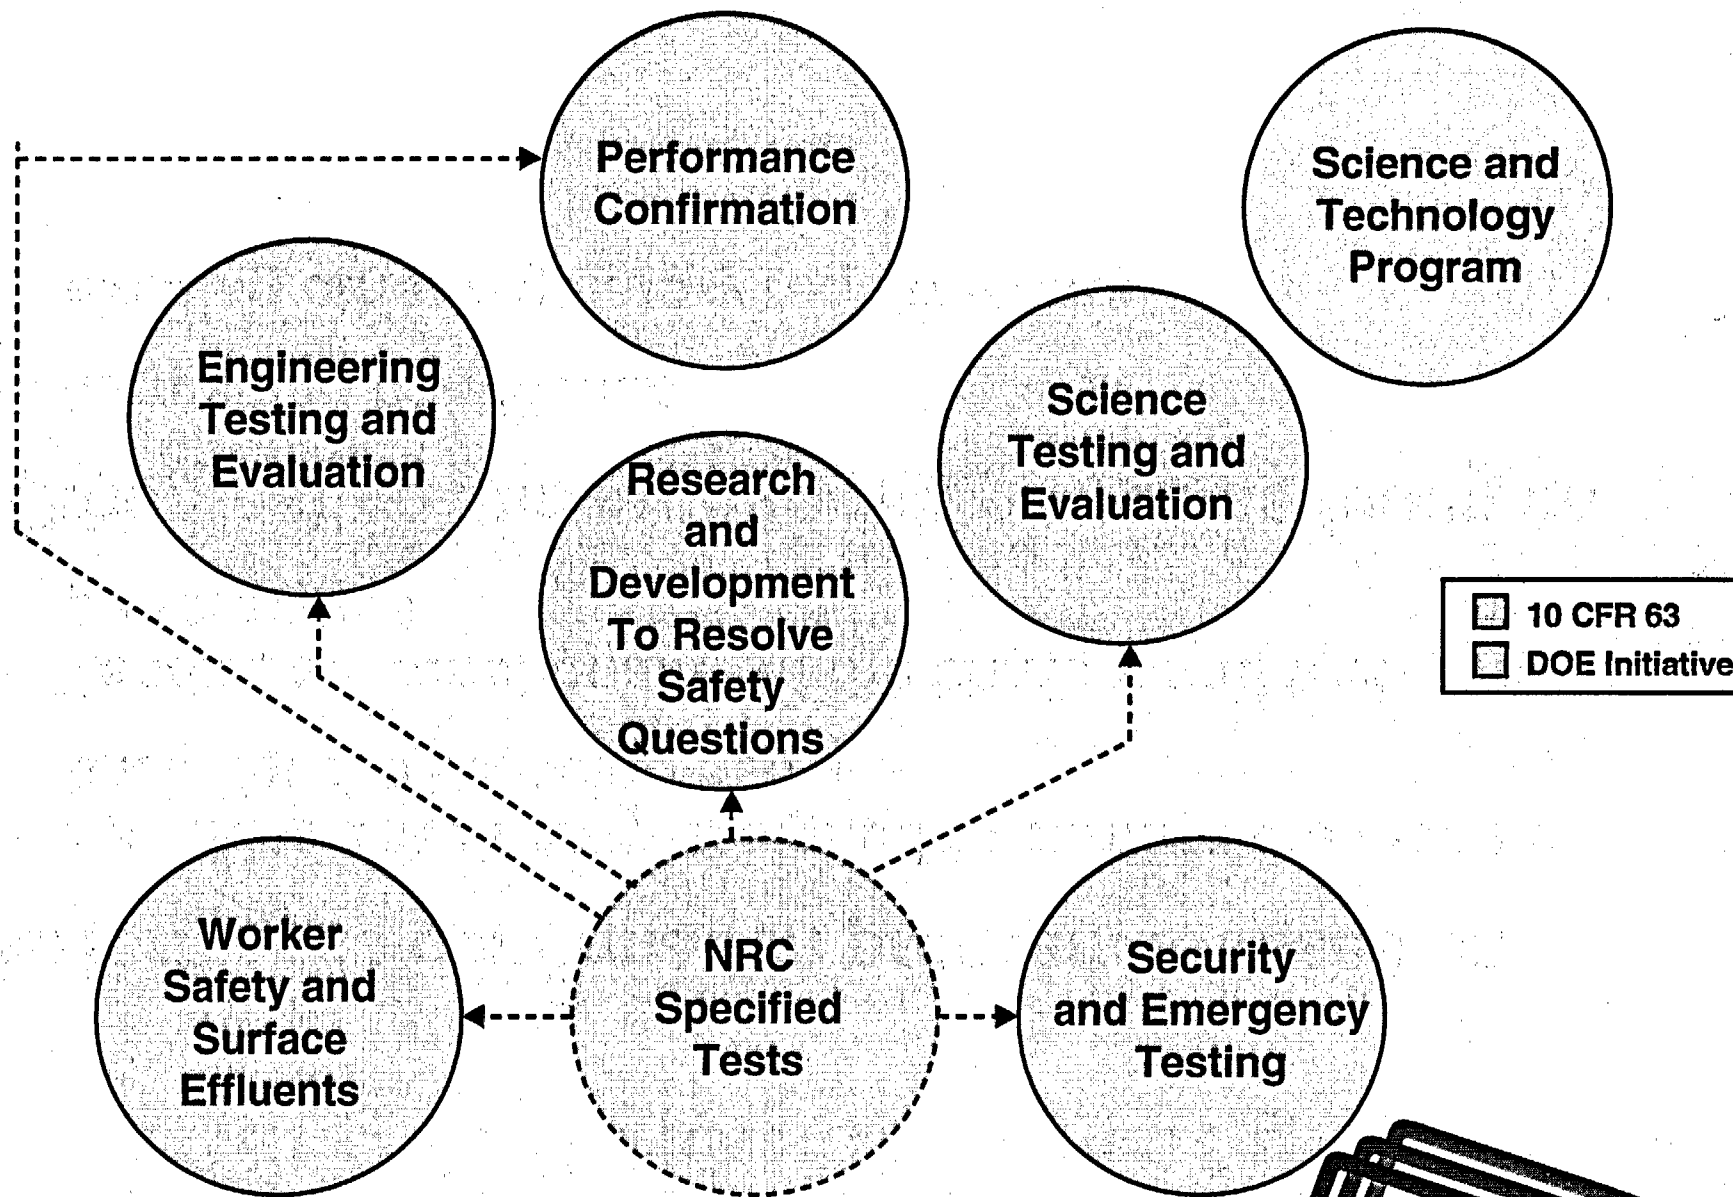 Performance
Confirmation
Science and
Technology
Program
Engineering
Testing and
Evaluation
Science
Testing and
Evaluation
Research
and
Development
To Resolve
Safety
Questions
10 CFR 63
DOE Initiative
Worker
Safety and
Surface
Effluents
NRC
Specified
Tests
Security
and Emergency
Testing